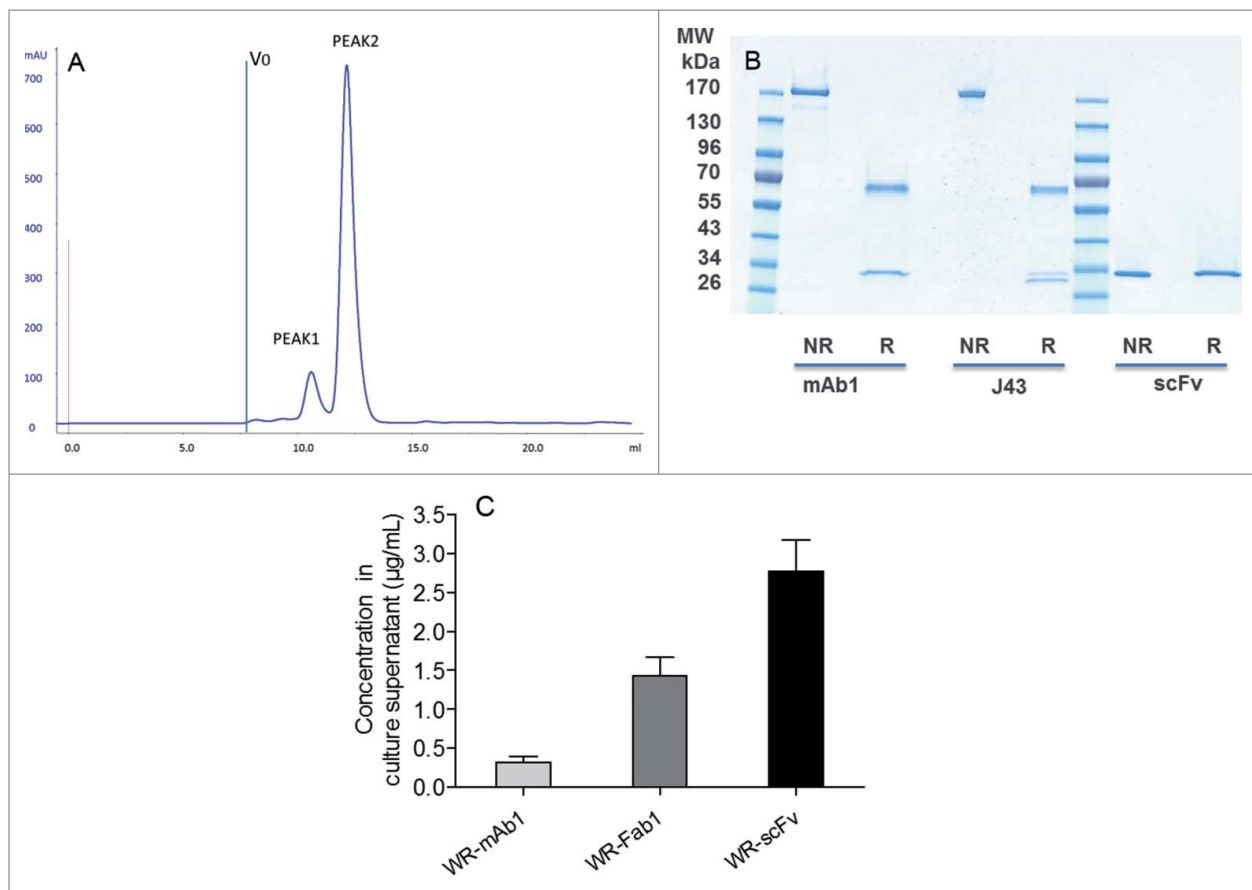 A
mAU
700
600
500
400
300
200
100
0
V0
PEAK2
PEAK1
0.0 5.0 10.0 15.0 20.0 ml
B
MW
kDa
170
130
96
70
55
43
34
26
NR R NR R NR R
mAb1 J43 scFv
C
Concentration in
culture supernatant (µg/mL)
3.5
3.0
2.5
2.0
1.5
1.0
0.5
0.0
WR-mAb1
WR-Fab1
WR-scFv